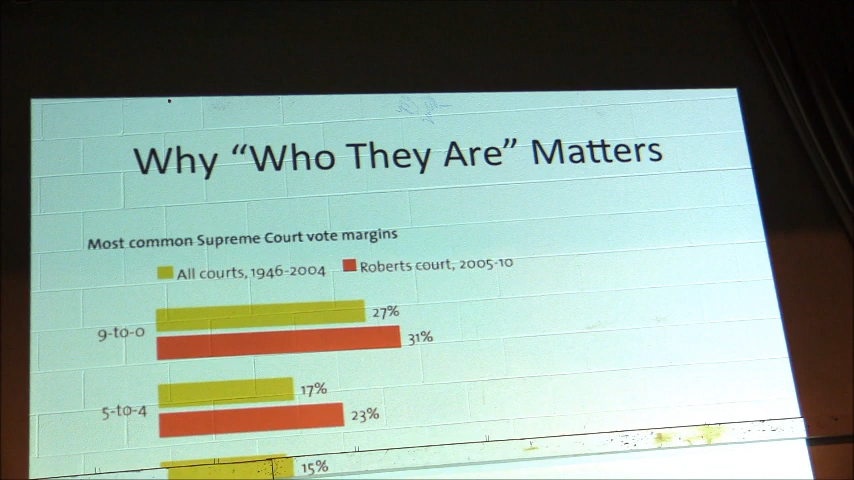 Why “Who They Are” Matters
Most common Supreme Court vote margins
All courts, 1946-2004 Roberts court, 2005-10
9-to-0 27%
31%
5-to-4 17%
23%
15%